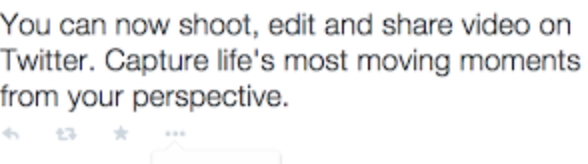 You can now shoot, edit and share video on
Twitter. Capture life's most moving moments
from your perspective.